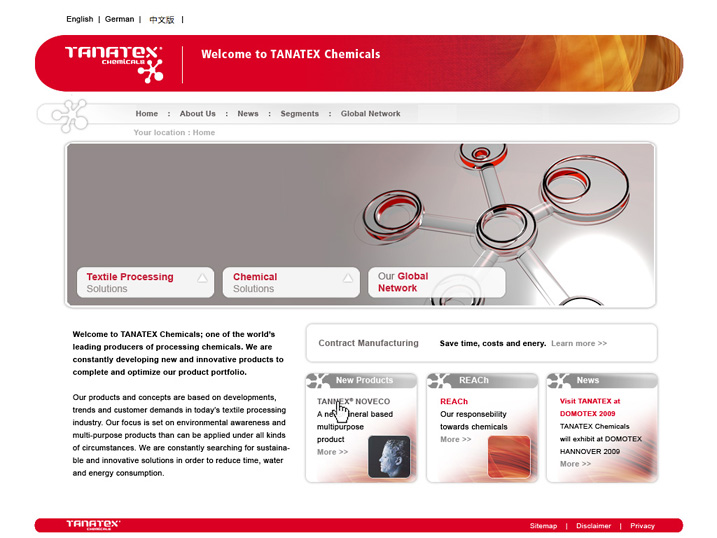 English | German | 中文版 |
TANATEX®
CHEMICALS
Welcome to TANATEX Chemicals
Home : About Us : News : Segments : Global Network
Your location : Home
Textile Processing
Solutions
Chemical
Solutions
Our Global
Network
Welcome to TANATEX Chemicals; one of the world's
leading producers of processing chemicals. We are
constantly developing new and innovative products to
complete and optimize our product portfolio.
Our products and concepts are based on developments,
trends and customer demands in today's textile processing
industry. Our focus is set on environmental awareness and
multi-purpose products than can be applied under all kinds
of circumstances. We are constantly searching for sustaina-
ble and innovative solutions in order to reduce time, water
and energy consumption.
Contract Manufacturing Save time, costs and enery. Learn more >>
New Products
TANNEX® NOVECO
A new mineral based
multipurpose
product
More >>
REACh
REACh
Our responsebility
towards chemicals
More >>
News
Visit TANATEX at
DOMOTEX 2009
TANATEX Chemicals
will exhibit at DOMOTEX
HANNOVER 2009
More >>
TANATEX®
CHEMICALS
Sitemap | Disclaimer | Privacy